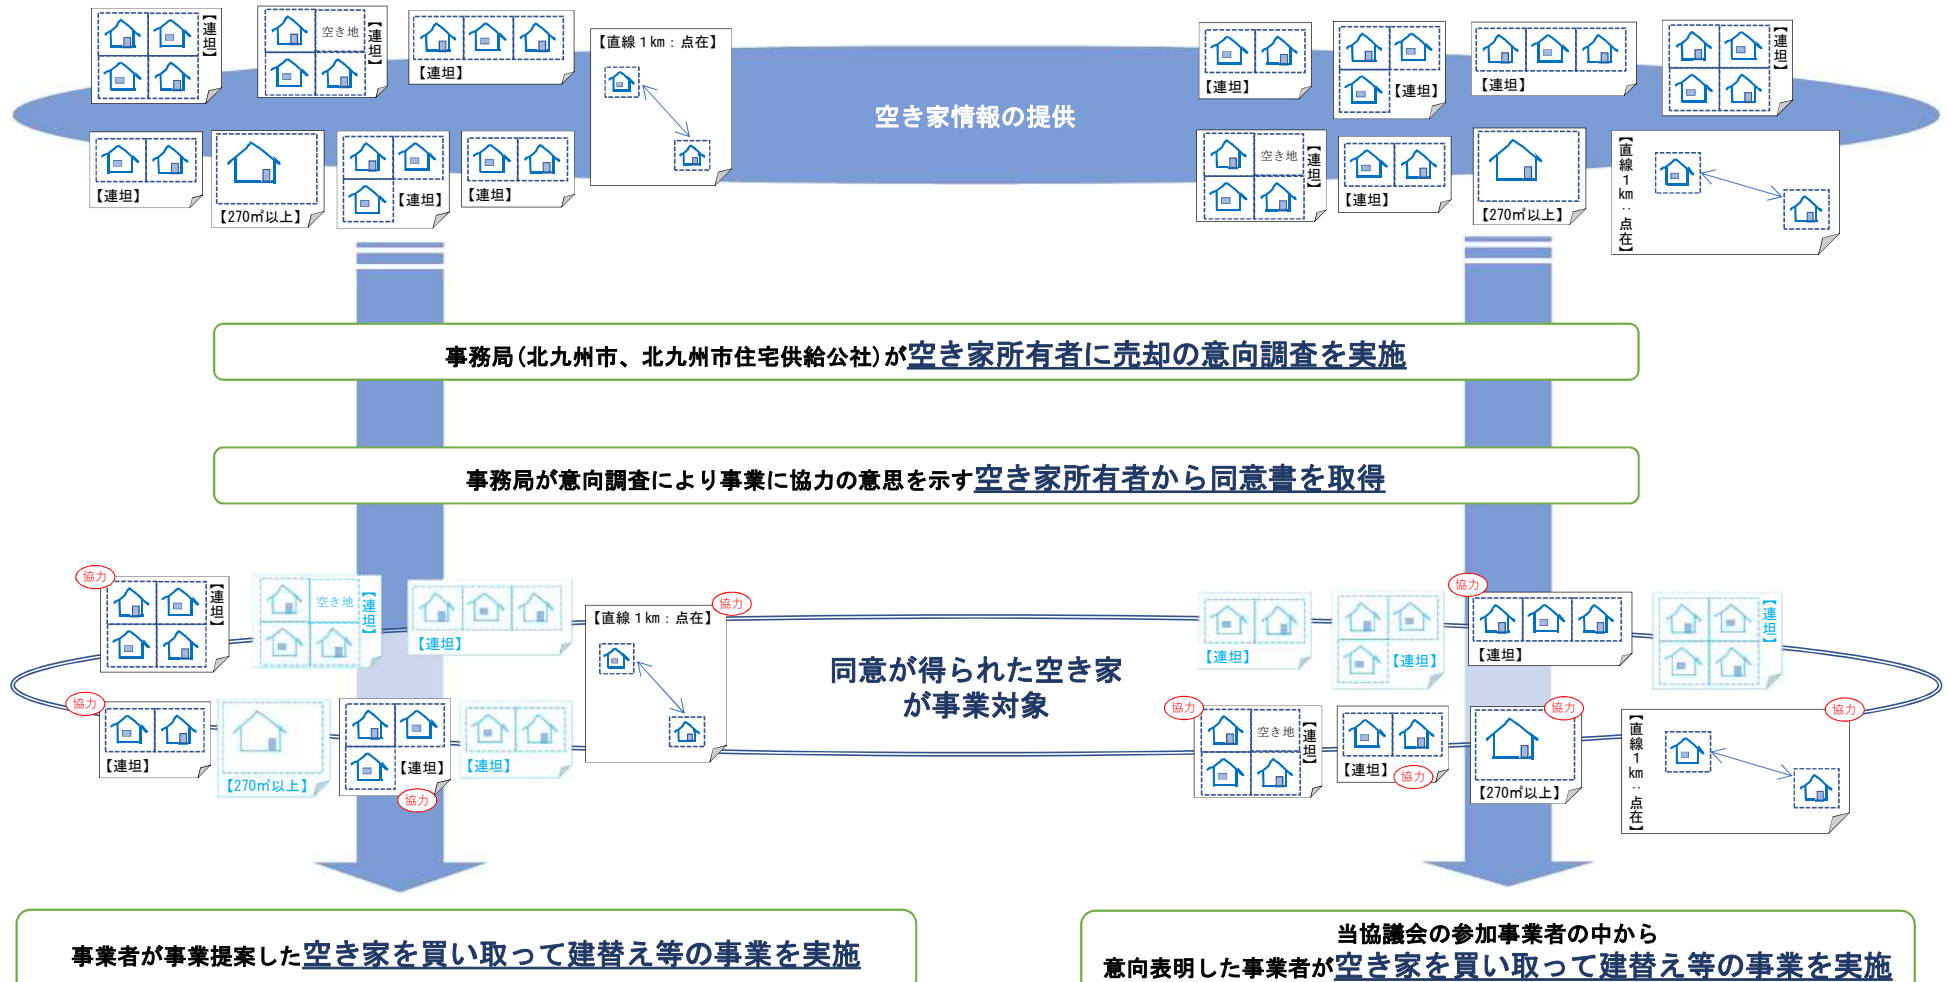 【連坦】
空き地
【連坦】
【連坦】
【直線1km：点在】
【連坦】
【270㎡以上】
【連坦】
【連坦】
空き家情報の提供
【連坦】
【連坦】
【連坦】
【連坦】
空き地
【連坦】
【連坦】
【270㎡以上】
【直線1km：点在】
事務局(北九州市、北九州市住宅供給公社)が空き家所有者に売却の意向調査を実施
事務局が意向調査により事業に協力の意思を示す空き家所有者から同意書を取得
協力
【連坦】
空き地
【連坦】
【連坦】
協力
【直線1km：点在】
協力
【連坦】
【270㎡以上】
【連坦】
協力
【連坦】
同意が得られた空き家
が事業対象
【連坦】
【連坦】
協力
【連坦】
【連坦】
協力
空き地
【連坦】
【連坦】
協力
協力
【270㎡以上】
協力
【直線1km：点在】
事業者が事業提案した空き家を買い取って建替え等の事業を実施
当協議会の参加事業者の中から
意向表明した事業者が空き家を買い取って建替え等の事業を実施